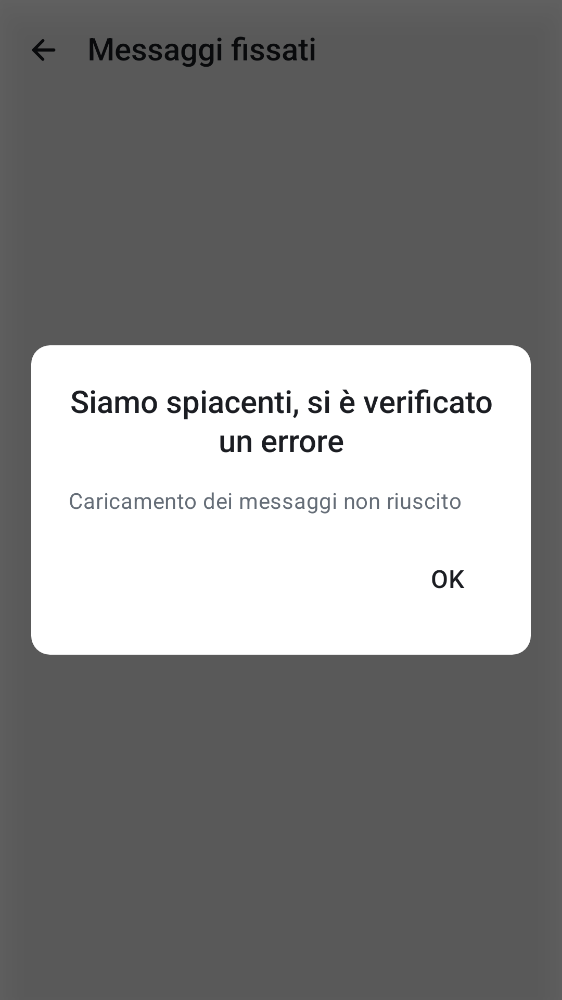 Messaggi fissati
Siamo spiacenti, si è verificato
un errore
Caricamento dei messaggi non riuscito
OK